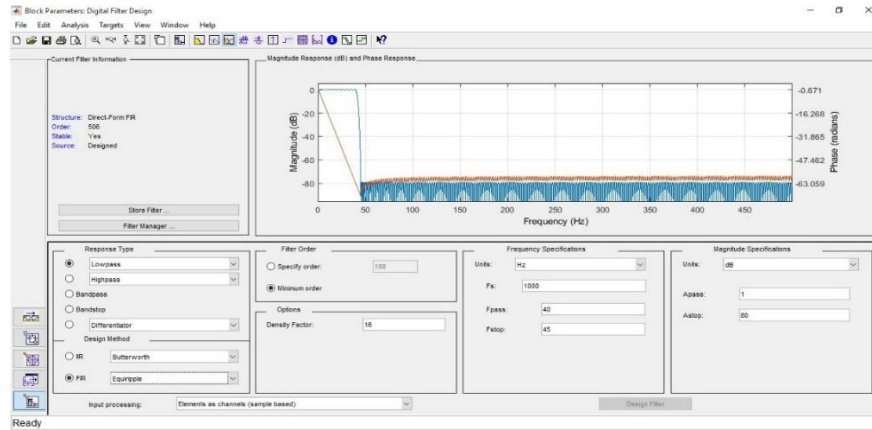 Block Parameters: Digital Filter Design
File Edit Analysis Targets View Window Help
Current Filter Information
Structure: Direct-Form FIR
Order: 506
Stable: Yes
Source: Designed
Store Filter ...
Filter Manager ...
Magnitude Response (dB) and Phase Response
Magnitude (dB)
0
-20
-40
-60
-80
0 50 100 150 200 250 300 350 400 450
Frequency (Hz)
-0.671
-16.268
-31.865
-47.462
-63.059
Phase (radians)
Response Type
Lowpass
Highpass
Bandpass
Bandstop
Differentiator
Design Method
IIR Butterworth
FIR Equiripple
Filter Order
Specify order: 100
Minimum order
Options
Density Factor: 16
Frequency Specifications
Units: Hz
Fs: 1000
Fpass: 40
Fstop: 45
Magnitude Specifications
Units: dB
Apass: 1
Astop: 80
Input processing: Elements as channels (sample based)
Design Filter
Ready